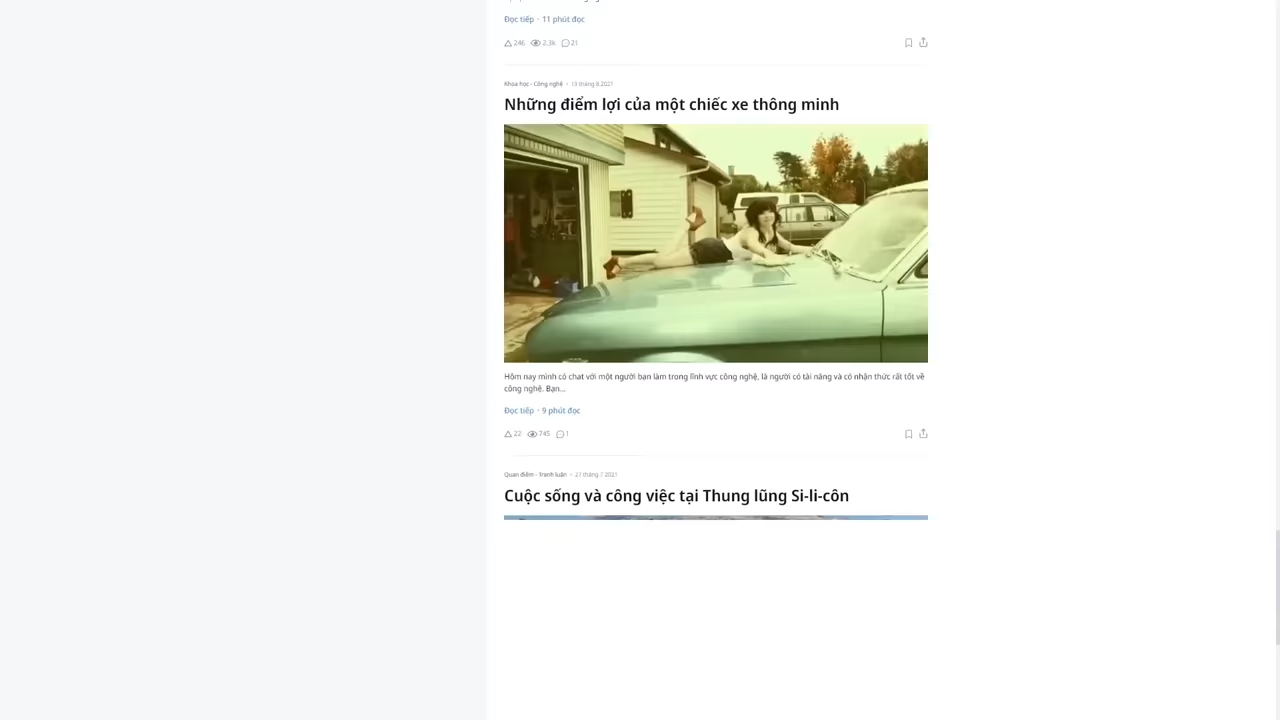 Đọc tiếp · 11 phút đọc
246 2.3k 21
Khoa học - Công nghệ • 13 tháng 8 2021
Những điểm lợi của một chiếc xe thông minh
Hôm nay mình có chat với một người bạn làm trong lĩnh vực công nghệ, là người có tài năng và có nhận thức rất tốt về
công nghệ. Bạn...
Đọc tiếp · 9 phút đọc
22 745 1
Quan điểm - Tranh luận • 27 tháng 7 2021
Cuộc sống và công việc tại Thung lũng Si-li-côn